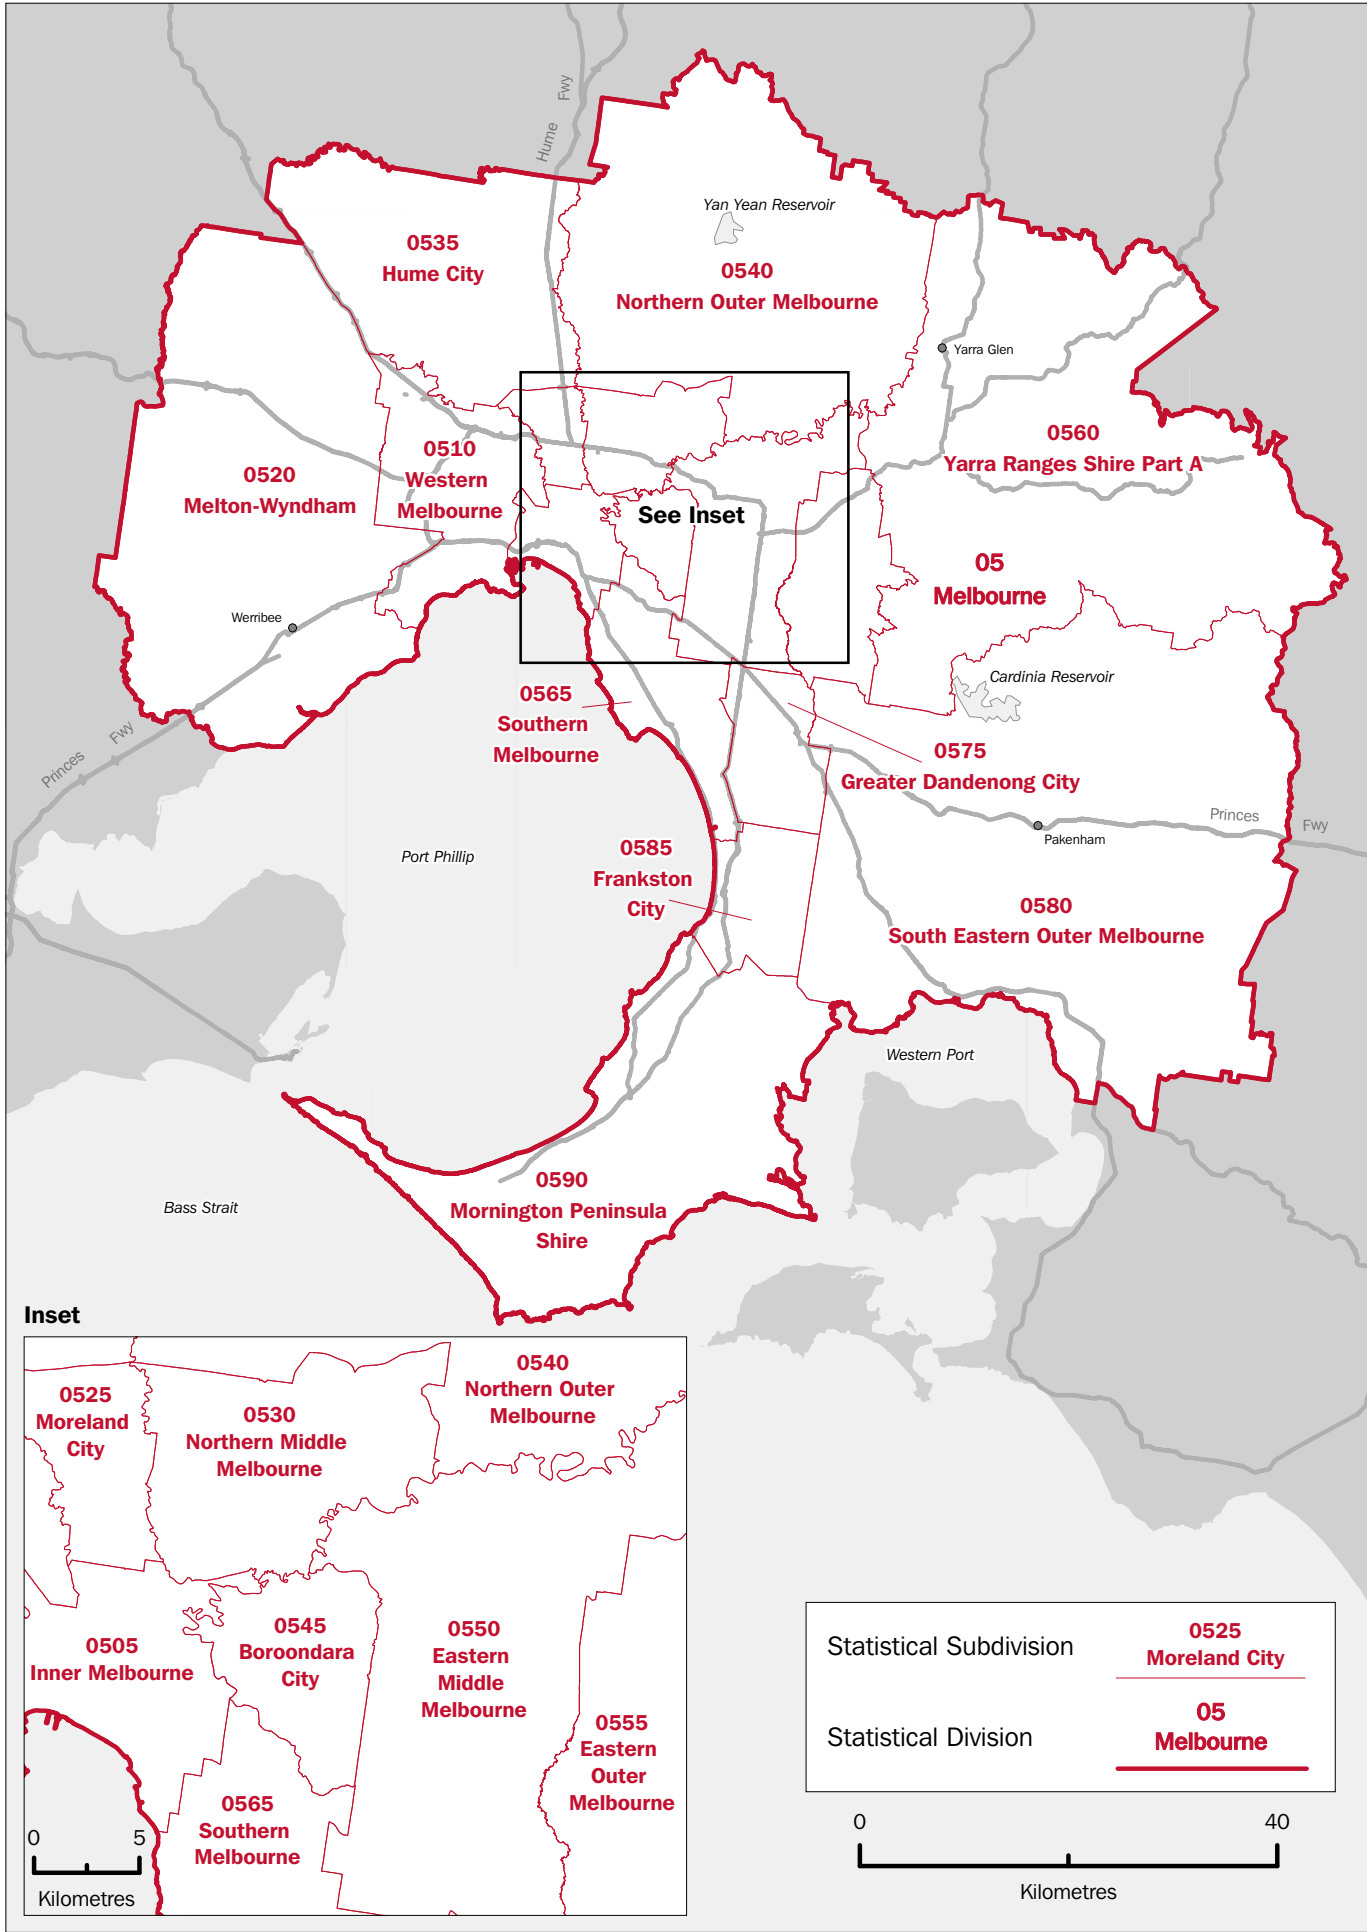 Hume
Fwy
Yan Yean Reservoir
0535
Hume City
0540
Northern Outer Melbourne
Yarra Glen
0560
Yarra Ranges Shire Part A
0510
Western
Melbourne
0520
Melton-Wyndham
See Inset
05
Melbourne
Werribee
Cardinia Reservoir
0565
Southern
Melbourne
Princes
Fwy
0575
Greater Dandenong City
Princes
Fwy
Pakenham
Port Phillip
0585
Frankston
City
0580
South Eastern Outer Melbourne
Western Port
0590
Mornington Peninsula
Shire
Bass Strait
Inset
0525
Moreland
City
0530
Northern Middle
Melbourne
0540
Northern Outer
Melbourne
0505
Inner Melbourne
0545
Boroondara
City
0550
Eastern
Middle
Melbourne
0555
Eastern
Outer
Melbourne
0565
Southern
Melbourne
0 5
Kilometres
Statistical Subdivision
0525
Moreland City
Statistical Division
05
Melbourne
0 40
Kilometres